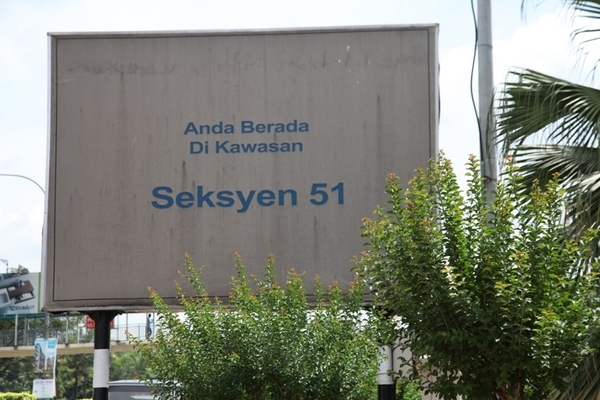 Anda Berada
Di Kawasan
Seksyen 51